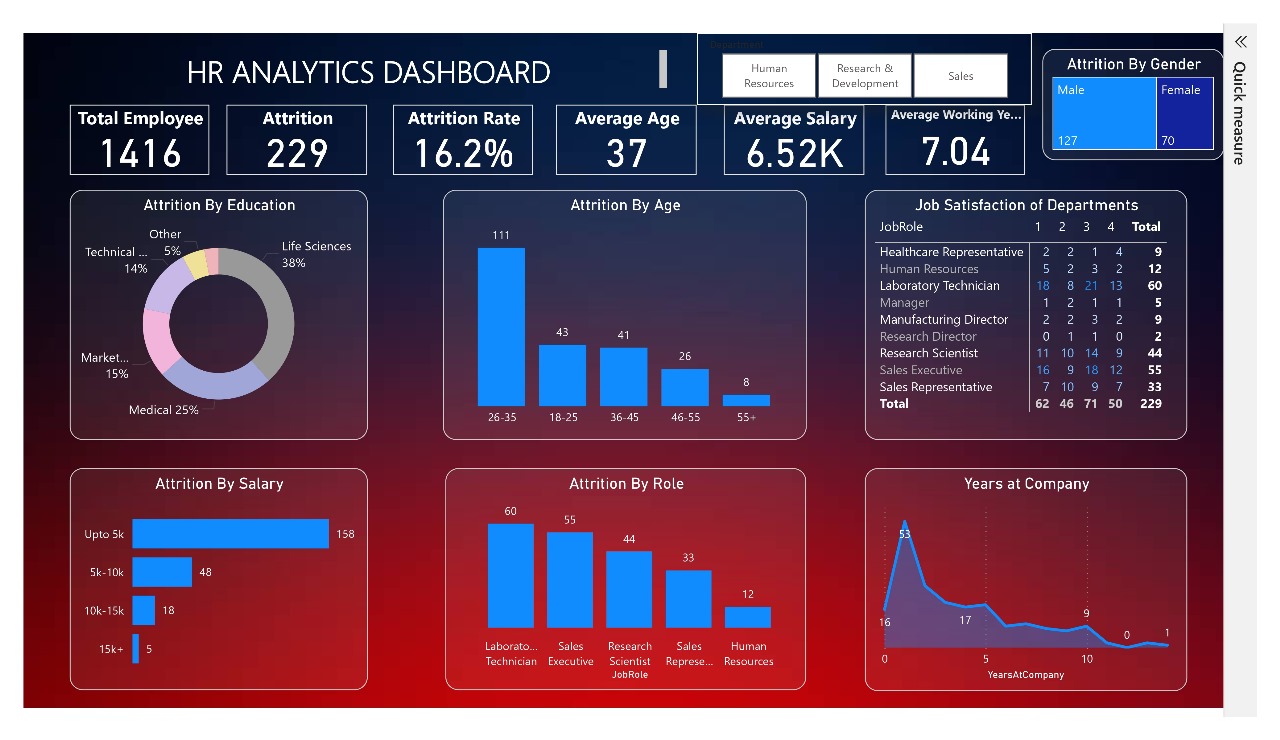 HR ANALYTICS DASHBOARD
Department
Human
Resources
Research &
Development
Sales
Attrition By Gender
Male
Female
127
70
Quick measure
Total Employee
1416
Attrition
229
Attrition Rate
16.2%
Average Age
37
Average Salary
6.52K
Average Working Ye...
7.04
Attrition By Education
Other
5%
Life Sciences
38%
Technical ...
14%
Market...
15%
Medical 25%
Attrition By Age
111
43
41
26
8
26-35 18-25 36-45 46-55 55+
Job Satisfaction of Departments
JobRole 1 2 3 4 Total
Healthcare Representative 2 2 1 4 9
Human Resources 5 2 3 2 12
Laboratory Technician 18 8 21 13 60
Manager 1 2 1 1 5
Manufacturing Director 2 2 3 2 9
Research Director 0 1 1 0 2
Research Scientist 11 10 14 9 44
Sales Executive 16 9 18 12 55
Sales Representative 7 10 9 7 33
Total 62 46 71 50 229
Attrition By Salary
Upto 5k 158
5k-10k 48
10k-15k 18
15k+ 5
Attrition By Role
60
55
44
33
12
Laborato...
Technician
Sales
Executive
Research
Scientist
Sales
Represe...
Human
Resources
JobRole
Years at Company
53
16
17
9
0
1
0 5 10
YearsAtCompany